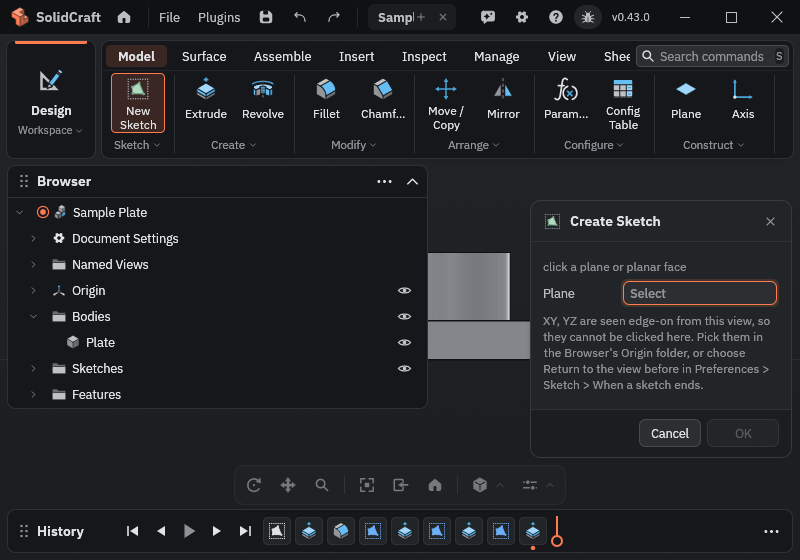 SolidCraft
File
Plugins
Sampl
v0.43.0
Design
Workspace
Model
Surface
Assemble
Insert
Inspect
Manage
View
Shee
Search commands
S
New
Sketch
Extrude
Revolve
Fillet
Chamf...
Move /
Copy
Mirror
Param...
Config
Table
Plane
Axis
Sketch
Create
Modify
Arrange
Configure
Construct
Browser
Sample Plate
Document Settings
Named Views
Origin
Bodies
Plate
Sketches
Features
Create Sketch
click a plane or planar face
Plane
Select
XY, YZ are seen edge-on from this view, so
they cannot be clicked here. Pick them in
the Browser's Origin folder, or choose
Return to the view before in Preferences >
Sketch > When a sketch ends.
Cancel
OK
History